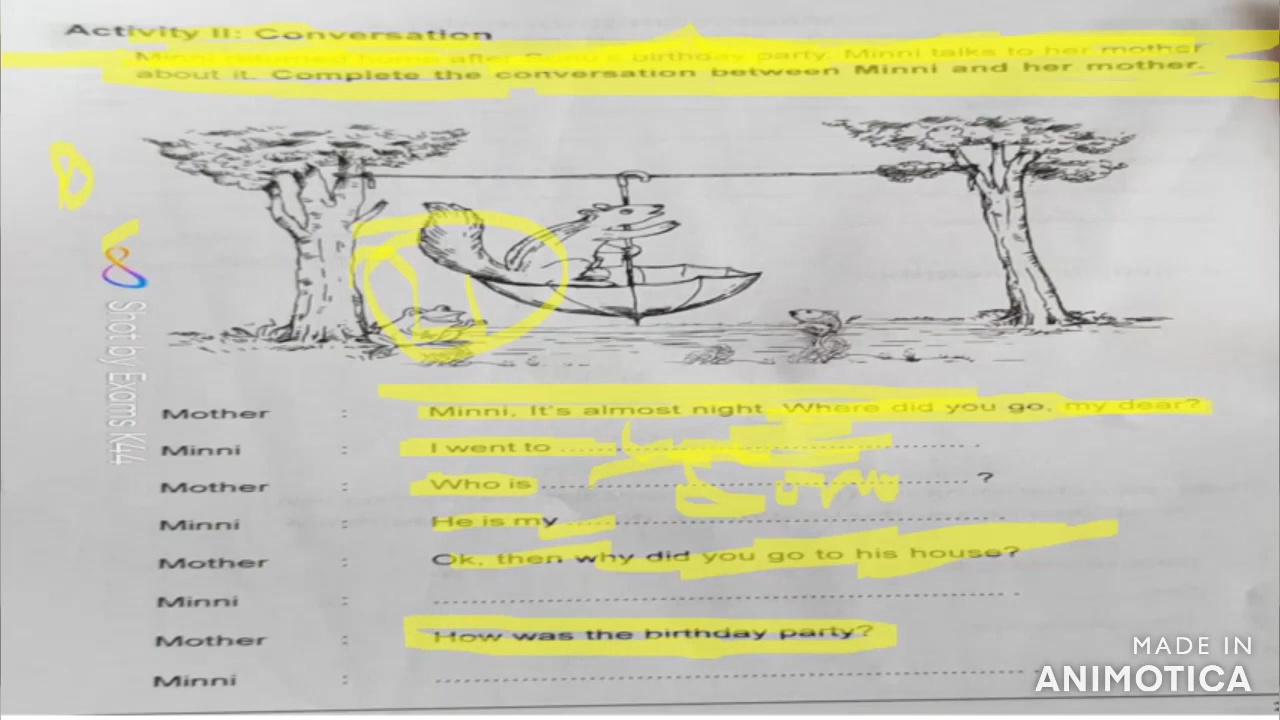 Activity II: Conversation
Minni returned home after Sonu's birthday party. Minni talks to her mother
about it. Complete the conversation between Minni and her mother.
Shot by Exams K44
Mother : Minni, It's almost night. Where did you go, my dear?
Minni : I went to .................................................... .
Mother : Who is ....................................................... ?
Minni : He is my ...................................................... .
Mother : Ok, then why did you go to his house?
Minni : ....................................................................... .
Mother : How was the birthday party?
Minni : .......................................................................
MADE IN
ANIMOTICA